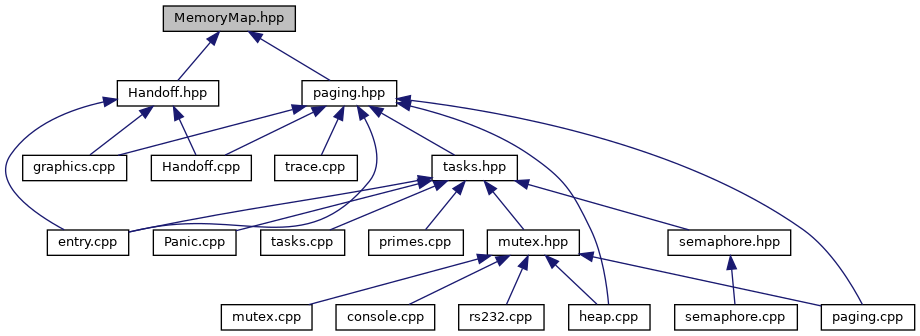 MemoryMap.hpp
Handoff.hpp
paging.hpp
graphics.cpp
Handoff.cpp
trace.cpp
tasks.hpp
entry.cpp
Panic.cpp
tasks.cpp
primes.cpp
mutex.hpp
semaphore.hpp
mutex.cpp
console.cpp
rs232.cpp
heap.cpp
semaphore.cpp
paging.cpp